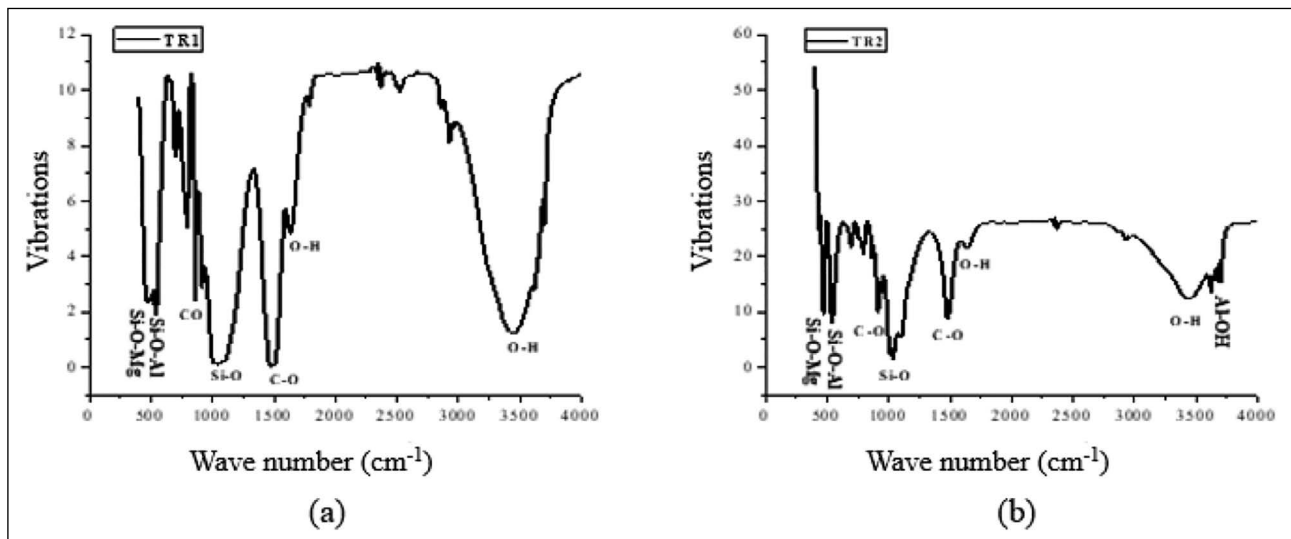 TR1
12
10
8
6
4
2
0
Vibrations
Si-O-Mg
Si-O-Al
CO
Si-O
C-O
O-H
O-H
0 500 1000 1500 2000 2500 3000 3500 4000
Wave number (cm⁻¹)
(a)
TR2
60
50
40
30
20
10
0
Vibrations
Si-O-Mg
Si-O-Al
C-O
Si-O
C-O
O-H
O-H
Al-OH
0 500 1000 1500 2000 2500 3000 3500 4000
Wave number (cm⁻¹)
(b)